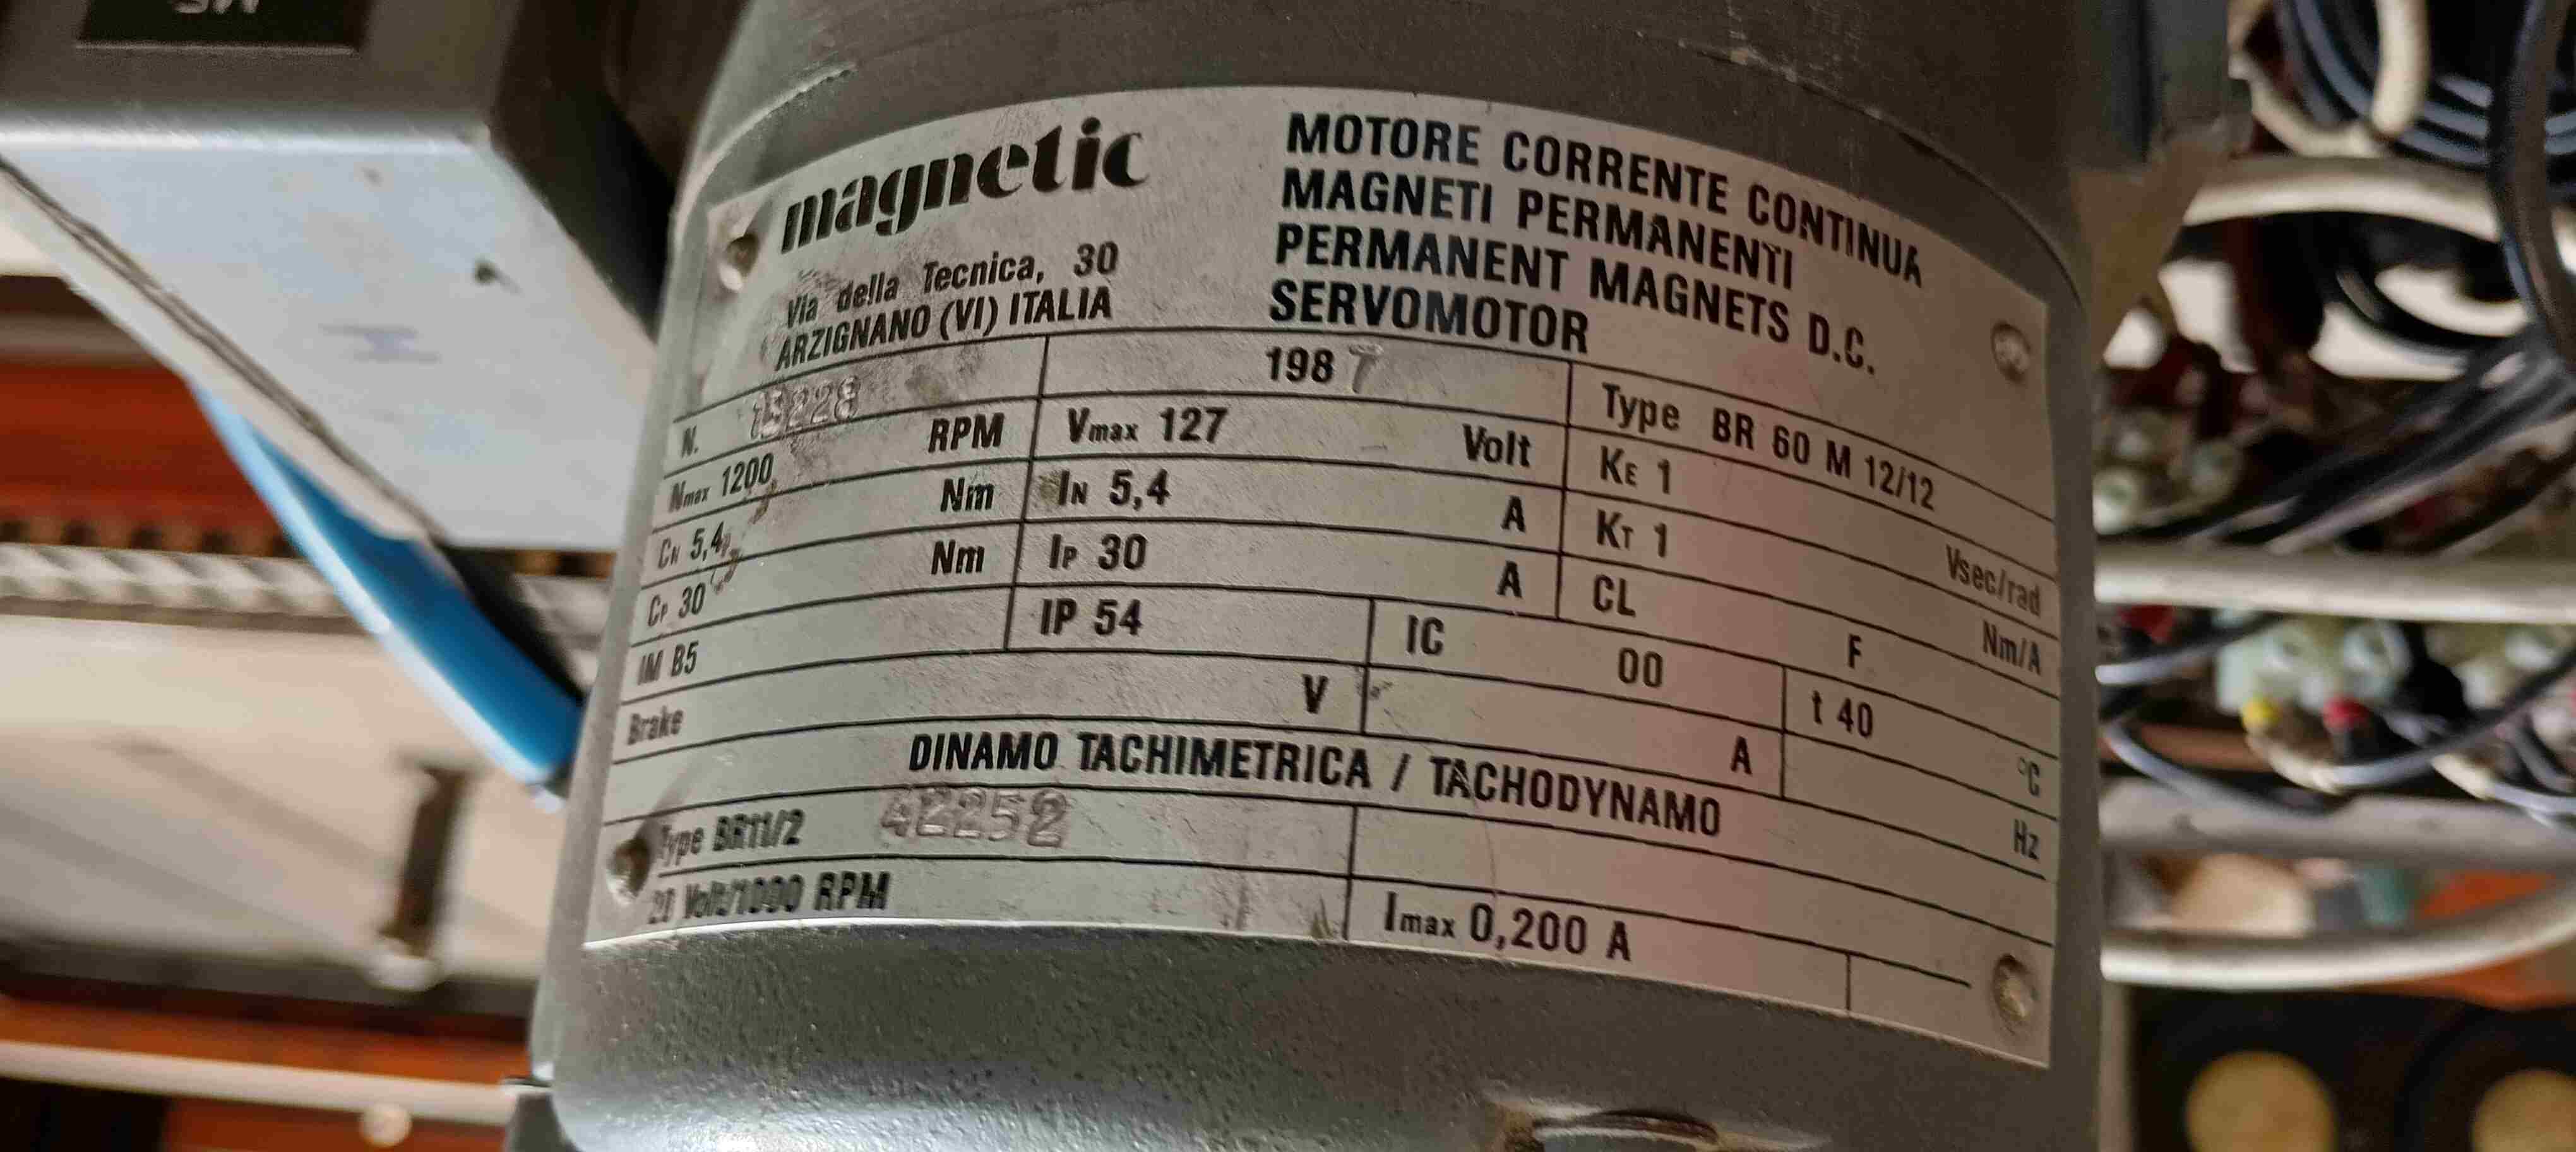 magnetic
Via della Tecnica, 30
ARZIGNANO (VI) ITALIA
MOTORE CORRENTE CONTINUA
MAGNETI PERMANENTI
PERMANENT MAGNETS D.C.
SERVOMOTOR
N. 13228 1987 Type BR 60 M 12/12
Nmax 1200 RPM Vmax 127 Volt KE 1 Vsec/rad
CN 5,4 Nm IN 5,4 A KT 1 Nm/A
CP 30 Nm IP 30 A CL F
IM B5 IP 54 IC 00 t 40 °C
Brake V A Hz
DINAMO TACHIMETRICA / TACHODYNAMO
Type BR11/2 42252
20 Volt/1000 RPM Imax 0,200 A